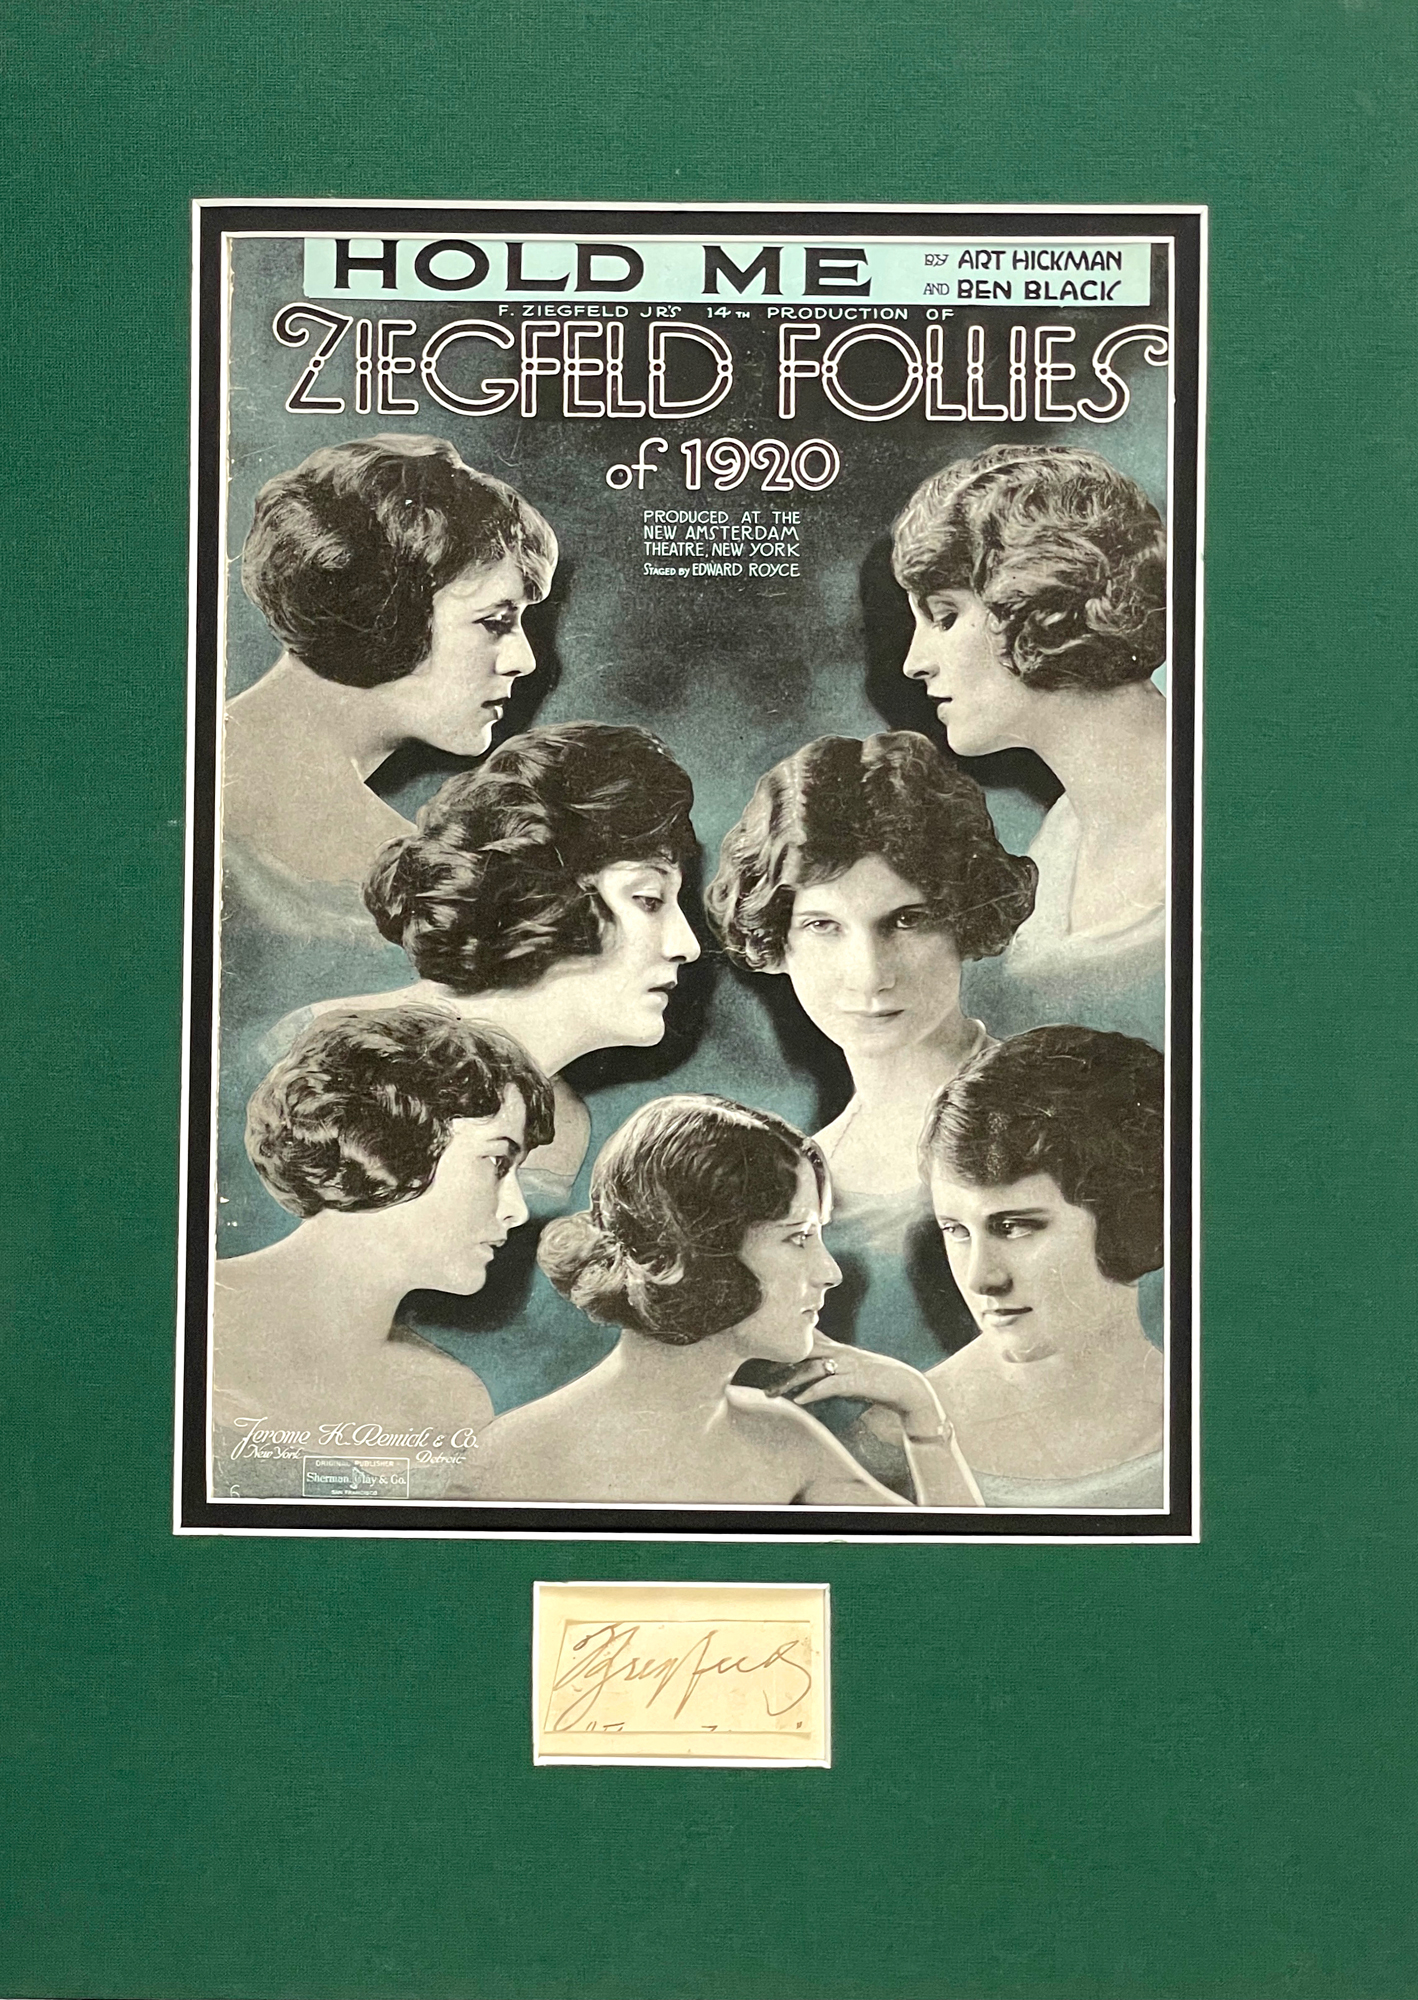 HOLD ME
BY ART HICKMAN
AND BEN BLACK
F. ZIEGFELD JR'S 14TH PRODUCTION OF
ZIEGFELD FOLLIES
of 1920
PRODUCED AT THE
NEW AMSTERDAM
THEATRE, NEW YORK
STAGED BY EDWARD ROYCE
Jerome H. Remick & Co.
New York Detroit
ORIGINAL PUBLISHER
Sherman, Clay & Co.
SAN FRANCISCO
6